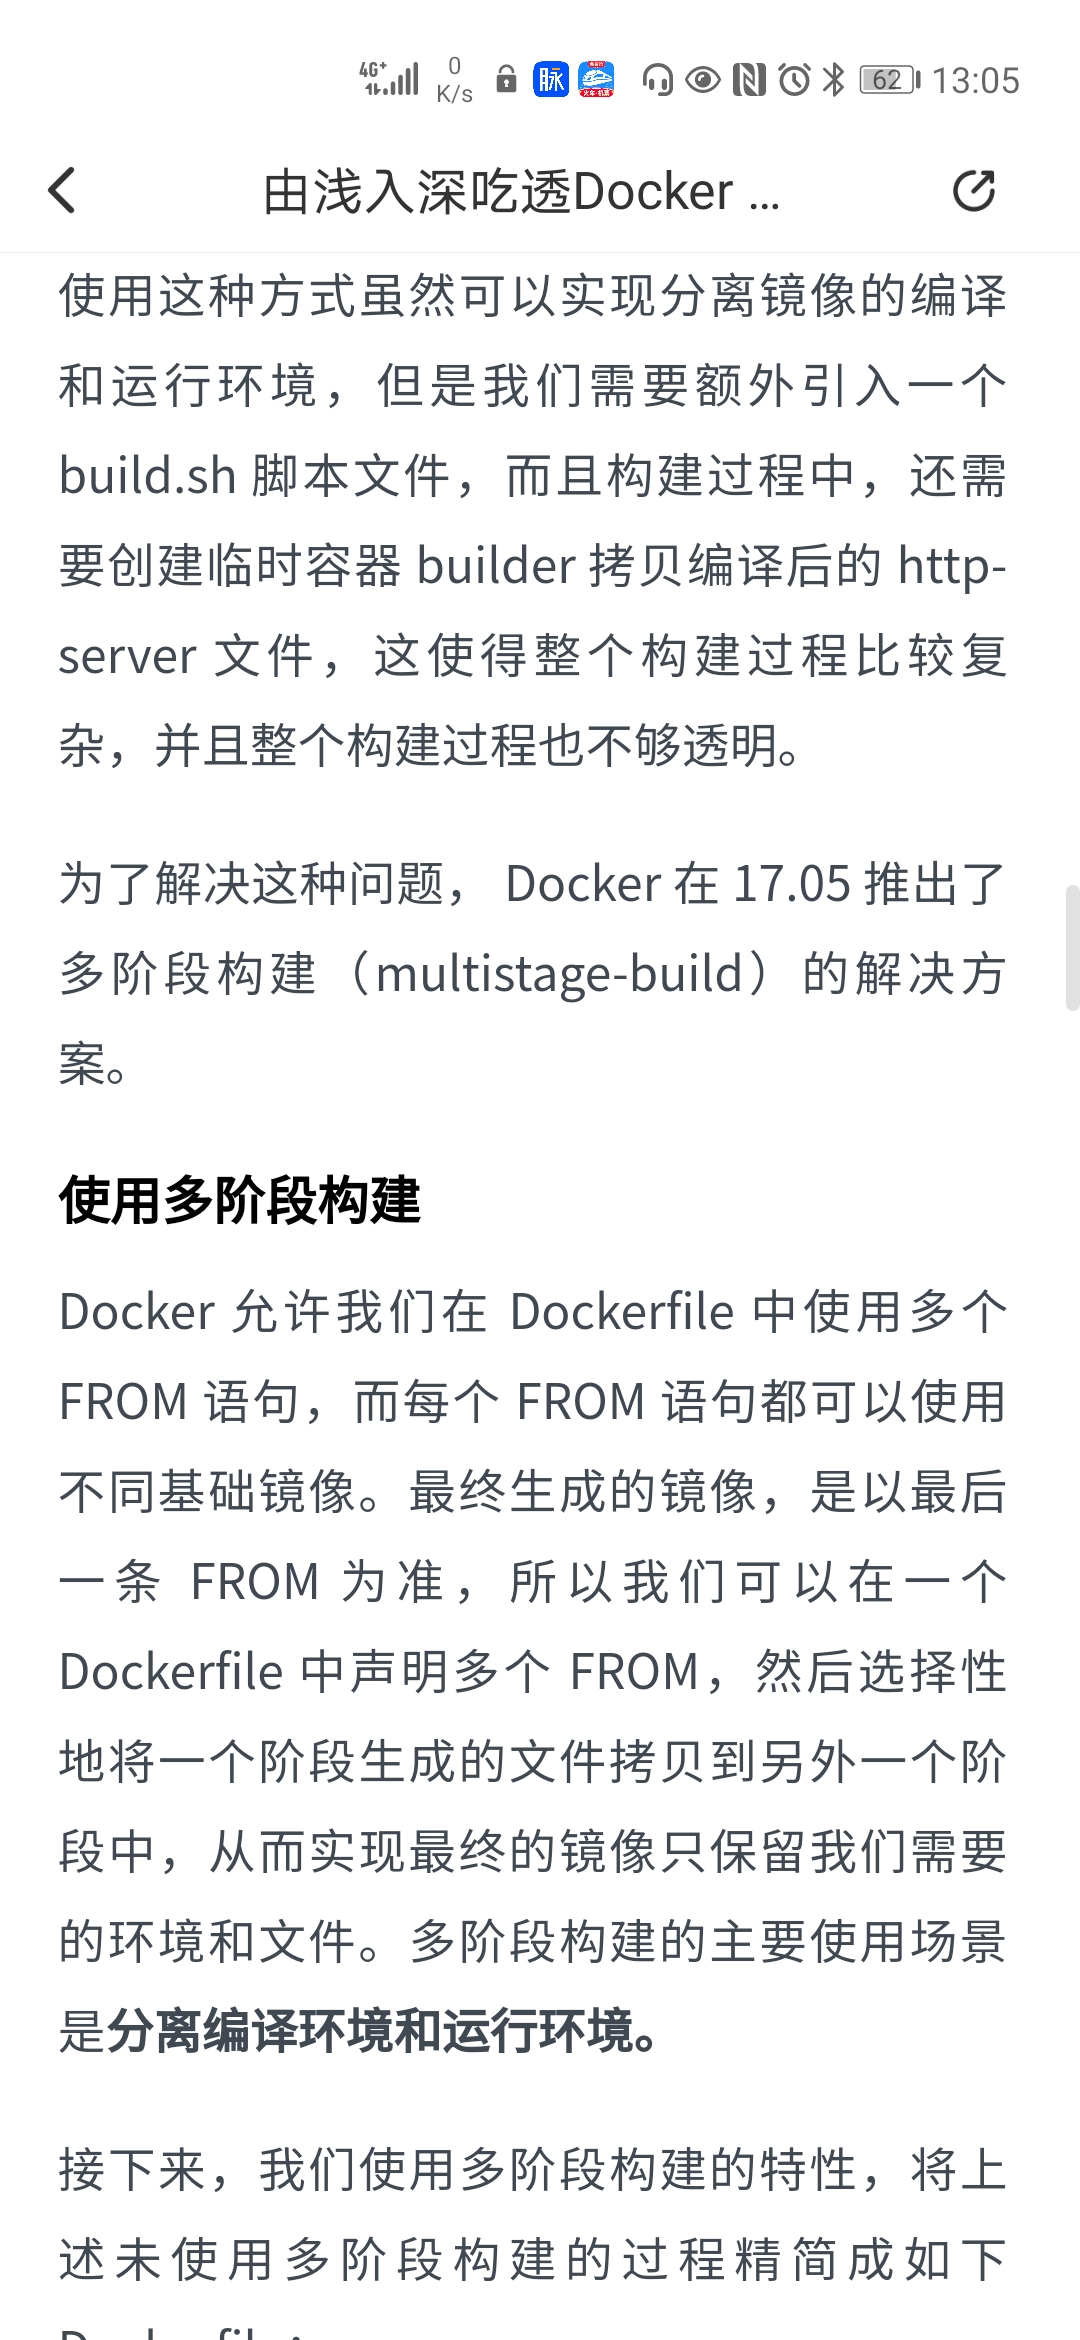 4G+ 0 K/s 脉 62 13:05
由浅入深吃透Docker ...
使用这种方式虽然可以实现分离镜像的编译
和运行环境，但是我们需要额外引入一个
build.sh 脚本文件，而且构建过程中，还需
要创建临时容器 builder 拷贝编译后的 http-
server 文件，这使得整个构建过程比较复
杂，并且整个构建过程也不够透明。
为了解决这种问题， Docker 在 17.05 推出了
多阶段构建（multistage-build）的解决方
案。
使用多阶段构建
Docker 允许我们在 Dockerfile 中使用多个
FROM 语句，而每个 FROM 语句都可以使用
不同基础镜像。最终生成的镜像，是以最后
一条 FROM 为准，所以我们可以在一个
Dockerfile 中声明多个 FROM，然后选择性
地将一个阶段生成的文件拷贝到另外一个阶
段中，从而实现最终的镜像只保留我们需要
的环境和文件。多阶段构建的主要使用场景
是分离编译环境和运行环境。
接下来，我们使用多阶段构建的特性，将上
述未使用多阶段构建的过程精简成如下
Dockerfile：